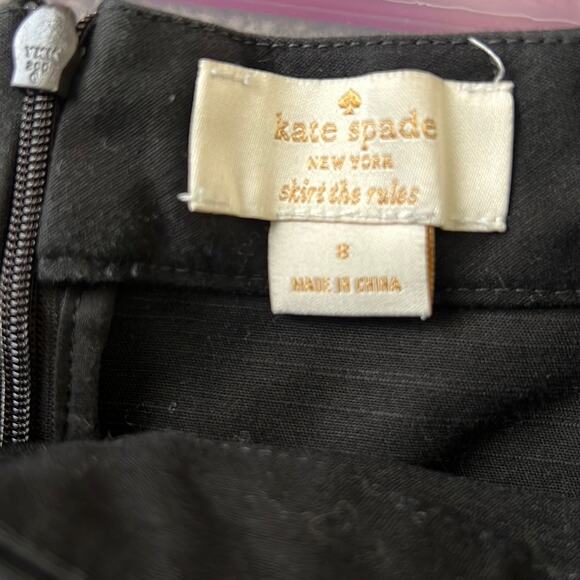 kate spade
NEW YORK
skirt the rules
8
MADE IN CHINA